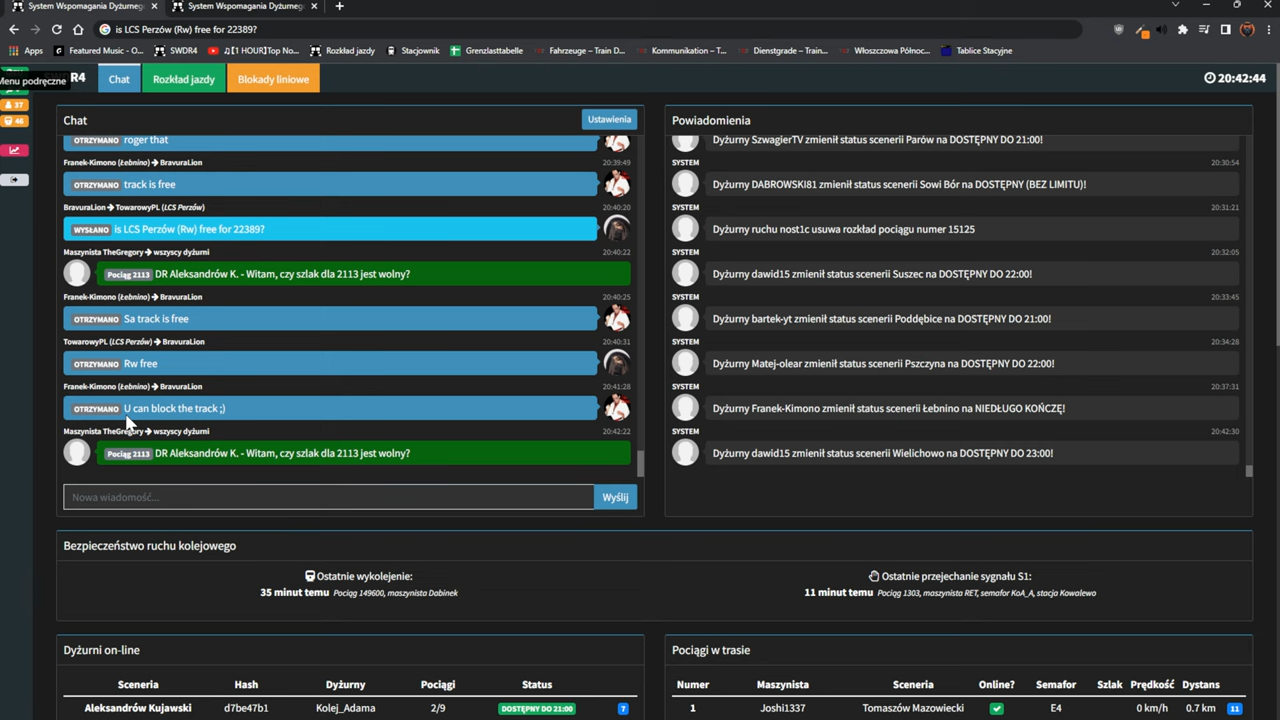 System Wspomagania Dyżurneg
System Wspomagania Dyżurneg
is LCS Perzów (Rw) free for 22389?
Apps
Featured Music - O...
SWDR4
🎵[1 HOUR]Top No...
Rozkład jazdy
Stacjownik
Grenzlasttabelle
Fahrzeuge – Train D...
Kommunikation – T...
Dienstgrade – Train...
Włoszczowa Północ...
Tablice Stacyjne
Menu podręczne
Chat
Rozkład jazdy
Blokady liniowe
20:42:44
37
46
Chat
Ustawienia
OTRZYMANO roger that
Franek-Kimono (Łebnino) → BravuraLion 20:39:49
OTRZYMANO track is free
BravuraLion → TowarowyPL (LCS Perzów) 20:40:20
WYSŁANO is LCS Perzów (Rw) free for 22389?
Maszynista TheGregory → wszyscy dyżurni 20:40:22
Pociąg 2113 DR Aleksandrów K. - Witam, czy szlak dla 2113 jest wolny?
Franek-Kimono (Łebnino) → BravuraLion 20:40:25
OTRZYMANO Sa track is free
TowarowyPL (LCS Perzów) → BravuraLion 20:40:31
OTRZYMANO Rw free
Franek-Kimono (Łebnino) → BravuraLion 20:41:28
OTRZYMANO U can block the track ;)
Maszynista TheGregory → wszyscy dyżurni 20:42:22
Pociąg 2113 DR Aleksandrów K. - Witam, czy szlak dla 2113 jest wolny?
Nowa wiadomość...
Wyślij
Powiadomienia
Dyżurny SzwagierTV zmienił status scenerii Parów na DOSTĘPNY DO 21:00!
SYSTEM 20:30:54
Dyżurny DABROWSKI81 zmienił status scenerii Sowi Bór na DOSTĘPNY (BEZ LIMITU)!
SYSTEM 20:31:21
Dyżurny ruchu nost1c usuwa rozkład pociągu numer 15125
SYSTEM 20:32:05
Dyżurny dawid15 zmienił status scenerii Suszec na DOSTĘPNY DO 22:00!
SYSTEM 20:33:45
Dyżurny bartek-yt zmienił status scenerii Poddębice na DOSTĘPNY DO 21:00!
SYSTEM 20:34:28
Dyżurny Matej-olear zmienił status scenerii Pszczyna na DOSTĘPNY DO 22:00!
SYSTEM 20:37:31
Dyżurny Franek-Kimono zmienił status scenerii Łebnino na NIEDŁUGO KOŃCZĘ!
SYSTEM 20:42:30
Dyżurny dawid15 zmienił status scenerii Wielichowo na DOSTĘPNY DO 23:00!
Bezpieczeństwo ruchu kolejowego
Ostatnie wykolejenie:
35 minut temu Pociąg 149600, maszynista Dabinek
Ostatnie przejechanie sygnału S1:
11 minut temu Pociąg 1303, maszynista RET, semafor KoA_A, stacja Kowalewo
Dyżurni on-line
Sceneria Hash Dyżurny Pociągi Status
Aleksandrów Kujawski d7be47b1 Kolej_Adama 2/9 DOSTĘPNY DO 21:00 7
Pociągi w trasie
Numer Maszynista Sceneria Online? Semafor Szlak Prędkość Dystans
1 Joshi1337 Tomaszów Mazowiecki E4 0 km/h 0.7 km 11